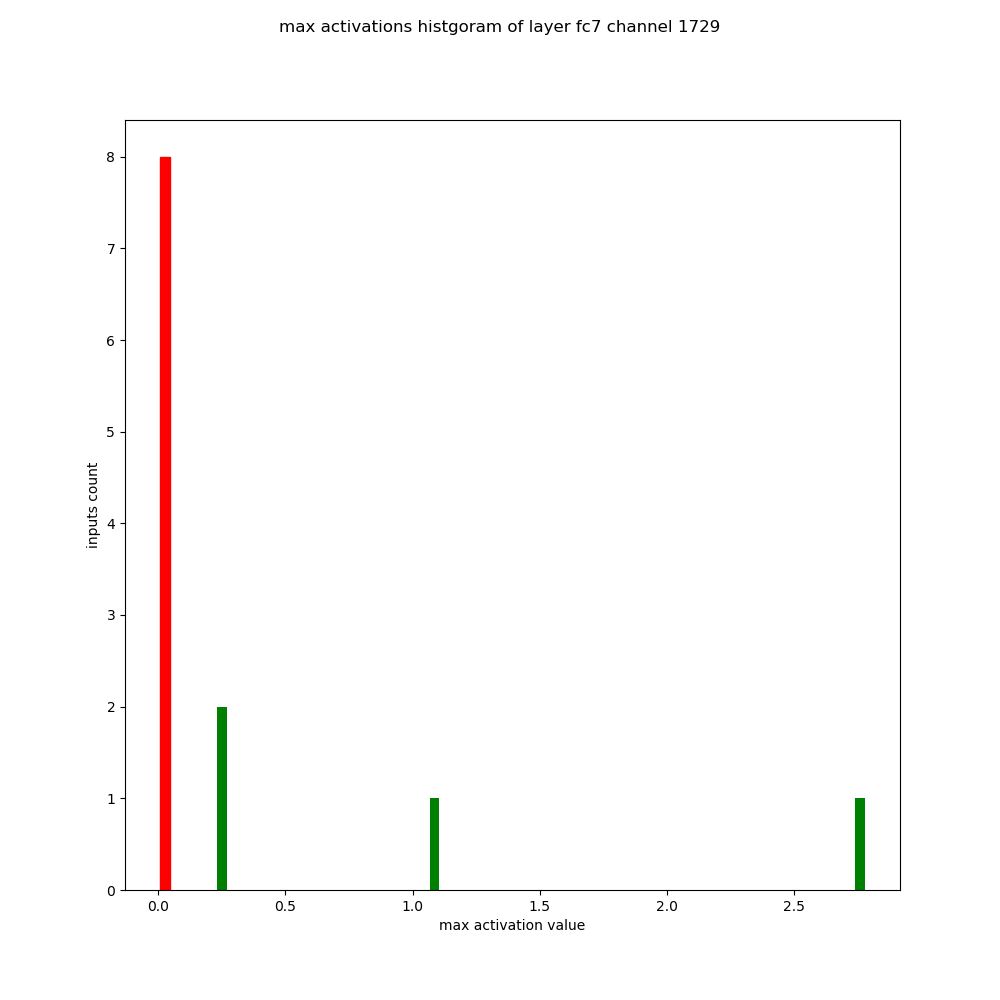 max activations histgoram of layer fc7 channel 1729
8
7
6
5
4
3
2
1
0
inputs count
0.0 0.5 1.0 1.5 2.0 2.5
max activation value